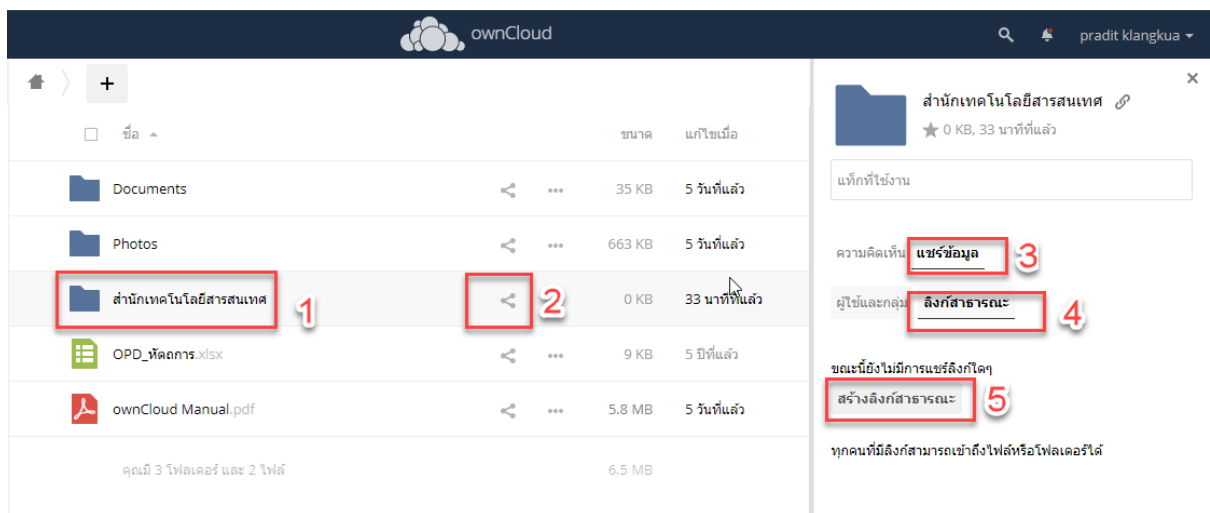 ownCloud
pradit klangkua
+
ชื่อ
ขนาด
แก้ไขเมื่อ
Documents
35 KB
5 วันที่แล้ว
Photos
663 KB
5 วันที่แล้ว
สำนักเทคโนโลยีสารสนเทศ
1
2
0 KB
33 นาทีที่แล้ว
OPD_หัตถการ.xlsx
9 KB
5 ปีที่แล้ว
ownCloud Manual.pdf
5.8 MB
5 วันที่แล้ว
คุณมี 3 โฟลเดอร์ และ 2 ไฟล์
6.5 MB
×
สำนักเทคโนโลยีสารสนเทศ
0 KB, 33 นาทีที่แล้ว
แท็กที่ใช้งาน
ความคิดเห็น แชร์ข้อมูล 3
ผู้ใช้และกลุ่ม ลิงก์สาธารณะ 4
ขณะนี้ยังไม่มีการแชร์ลิงก์ใดๆ
สร้างลิงก์สาธารณะ 5
ทุกคนที่มีลิงก์สามารถเข้าถึงไฟล์หรือโฟลเดอร์ได้